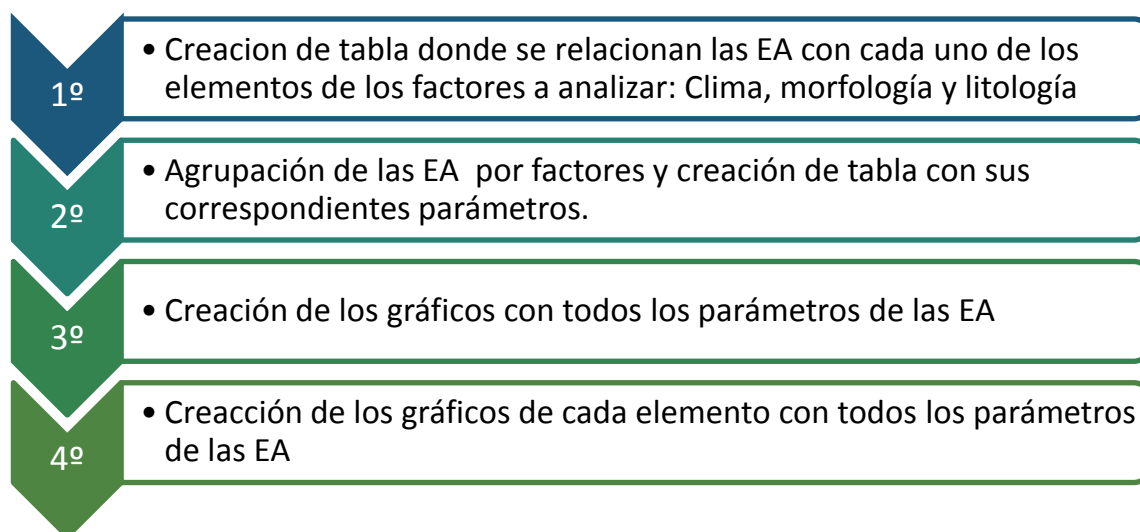 1º
• Creacion de tabla donde se relacionan las EA con cada uno de los
elementos de los factores a analizar: Clima, morfología y litología
2º
• Agrupación de las EA por factores y creación de tabla con sus
correspondientes parámetros.
3º
• Creación de los gráficos con todos los parámetros de las EA
4º
• Creacción de los gráficos de cada elemento con todos los parámetros
de las EA